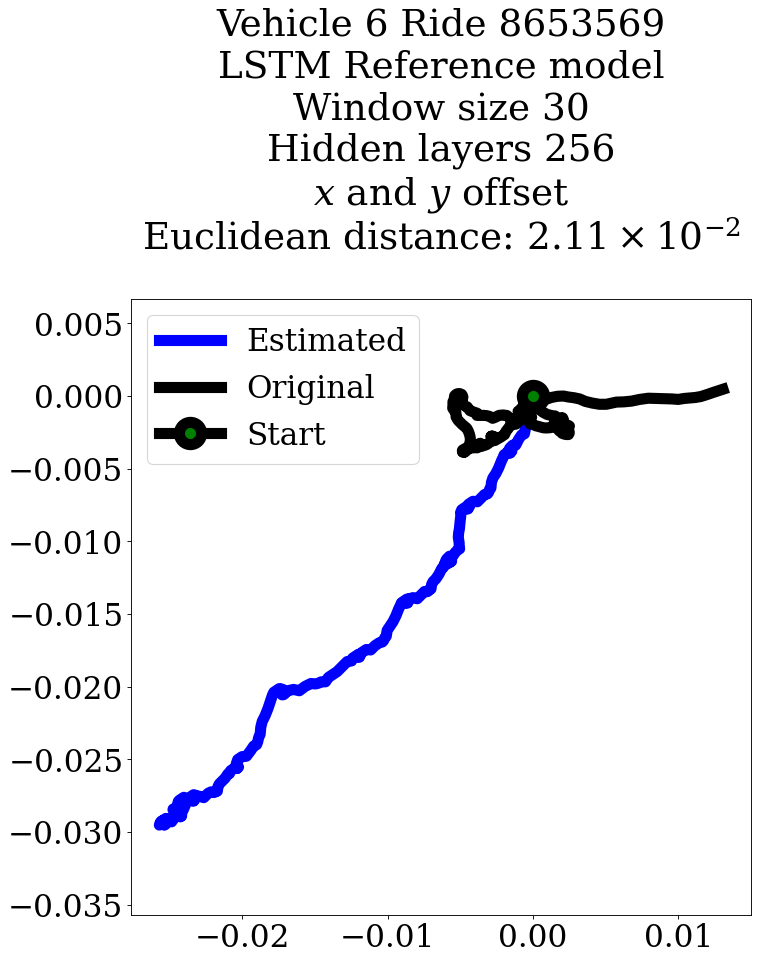 Vehicle 6 Ride 8653569
LSTM Reference model
Window size 30
Hidden layers 256
x and y offset
Euclidean distance: 2.11 × 10⁻²
Estimated
Original
Start
0.005
0.000
−0.005
−0.010
−0.015
−0.020
−0.025
−0.030
−0.035
−0.02 −0.01 0.00 0.01